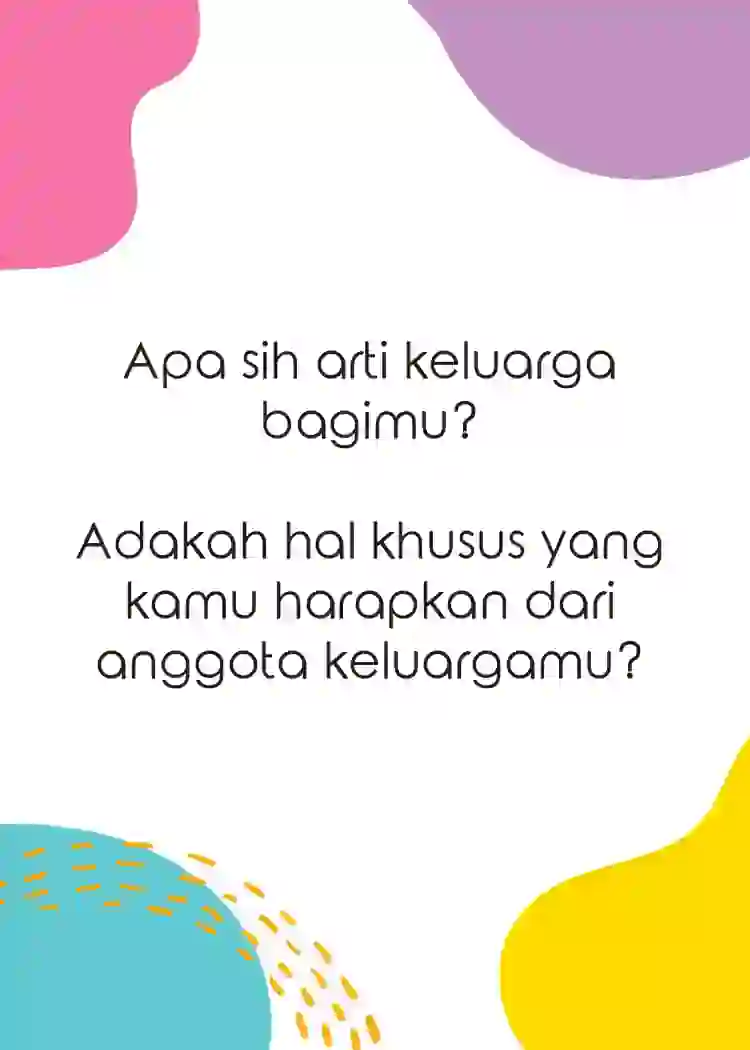 Apa sih arti keluarga
bagimu?
Adakah hal khusus yang
kamu harapkan dari
anggota keluargamu?